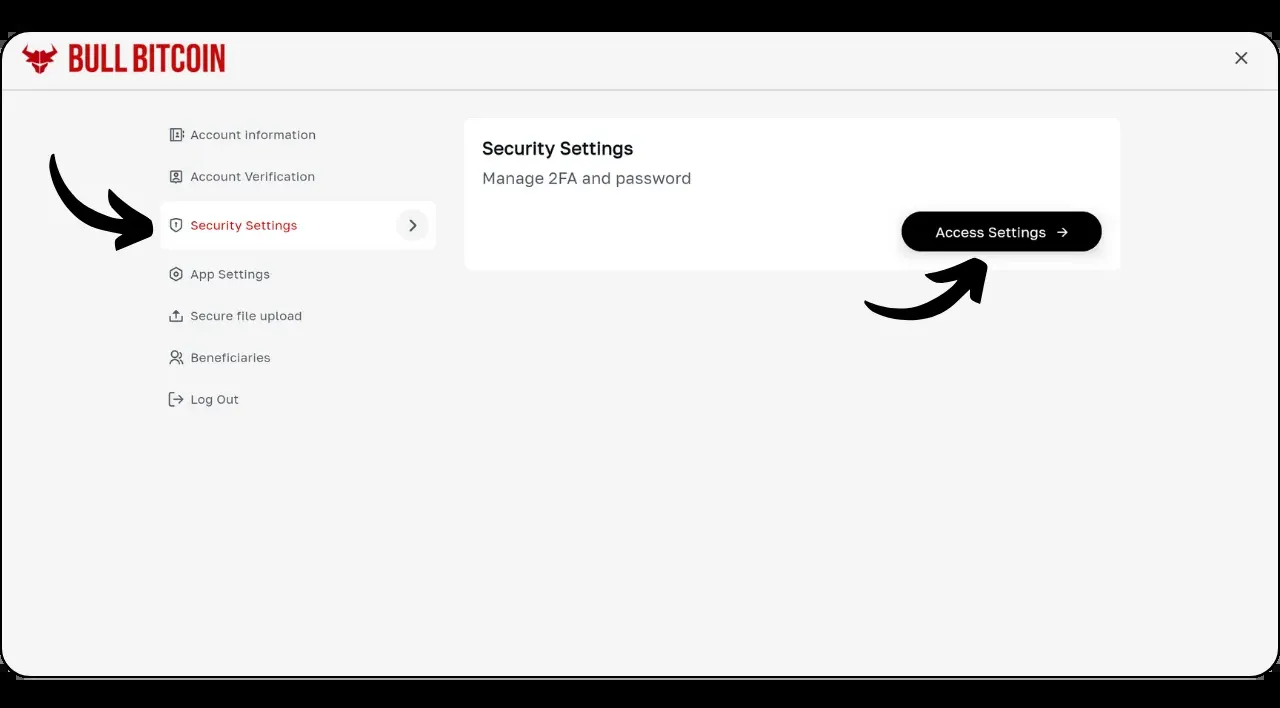 BULL BITCOIN
Account information
Account Verification
Security Settings
App Settings
Secure file upload
Beneficiaries
Log Out
Security Settings
Manage 2FA and password
Access Settings